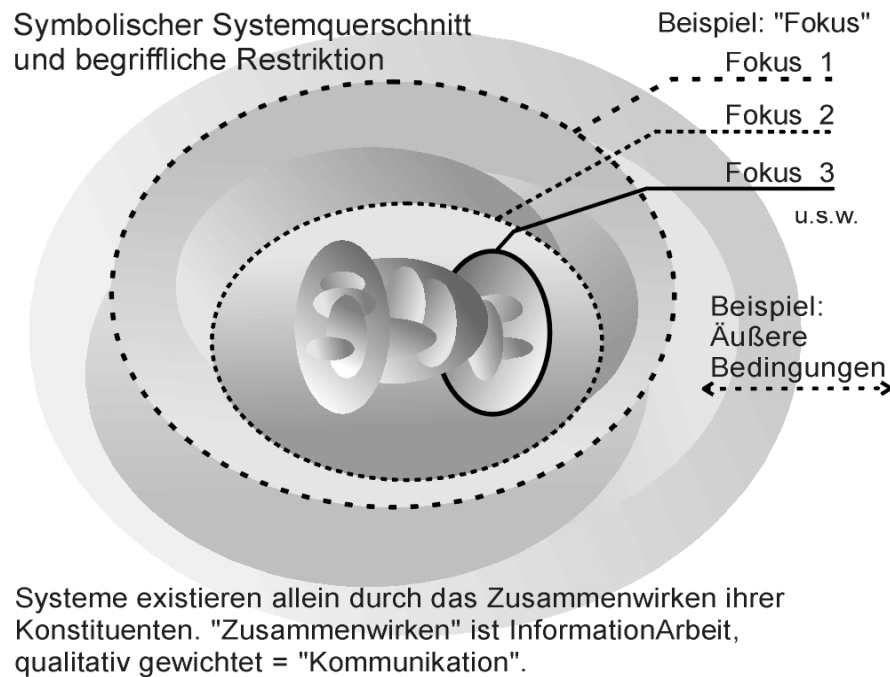 Symbolischer Systemquerschnitt
und begriffliche Restriktion
Beispiel: "Fokus"
Fokus 1
Fokus 2
Fokus 3
u.s.w.
Beispiel:
Äußere
Bedingungen
Systeme existieren allein durch das Zusammenwirken ihrer
Konstituenten. "Zusammenwirken" ist InformationArbeit,
qualitativ gewichtet = "Kommunikation".